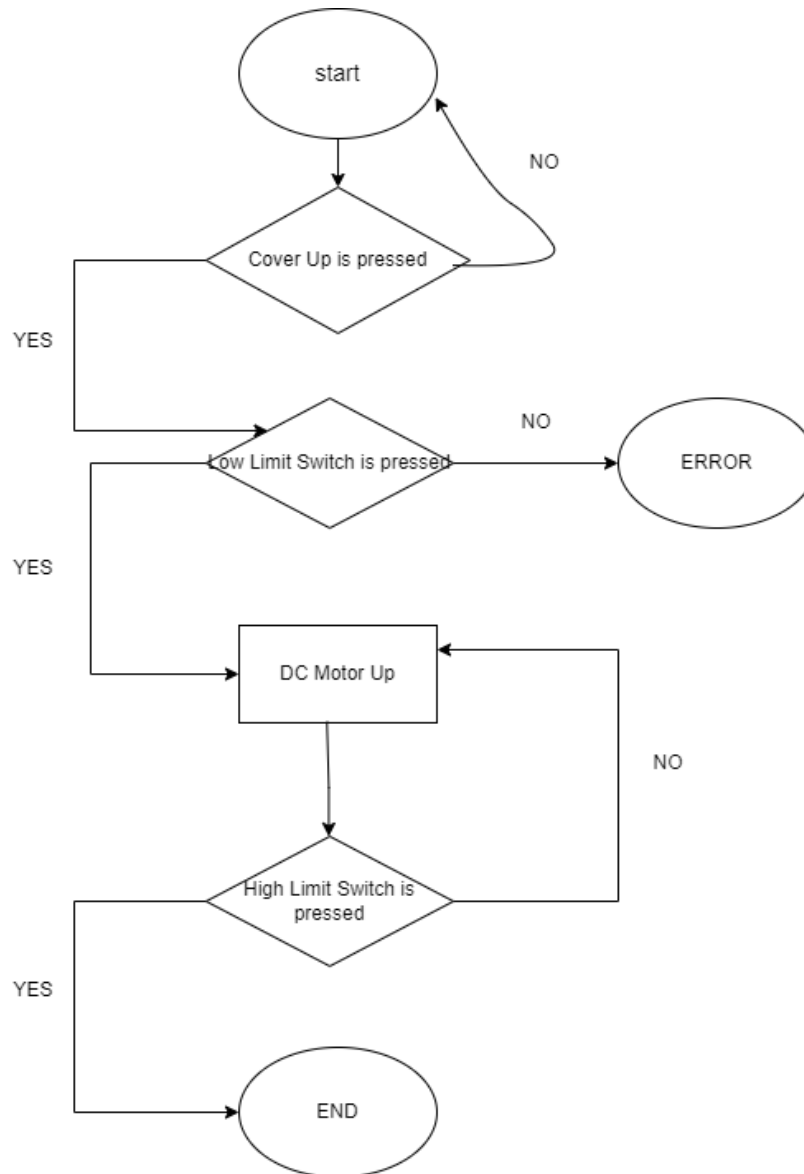 start
NO
Cover Up is pressed
YES
NO
Low Limit Switch is pressed
ERROR
YES
DC Motor Up
NO
High Limit Switch is
pressed
YES
END